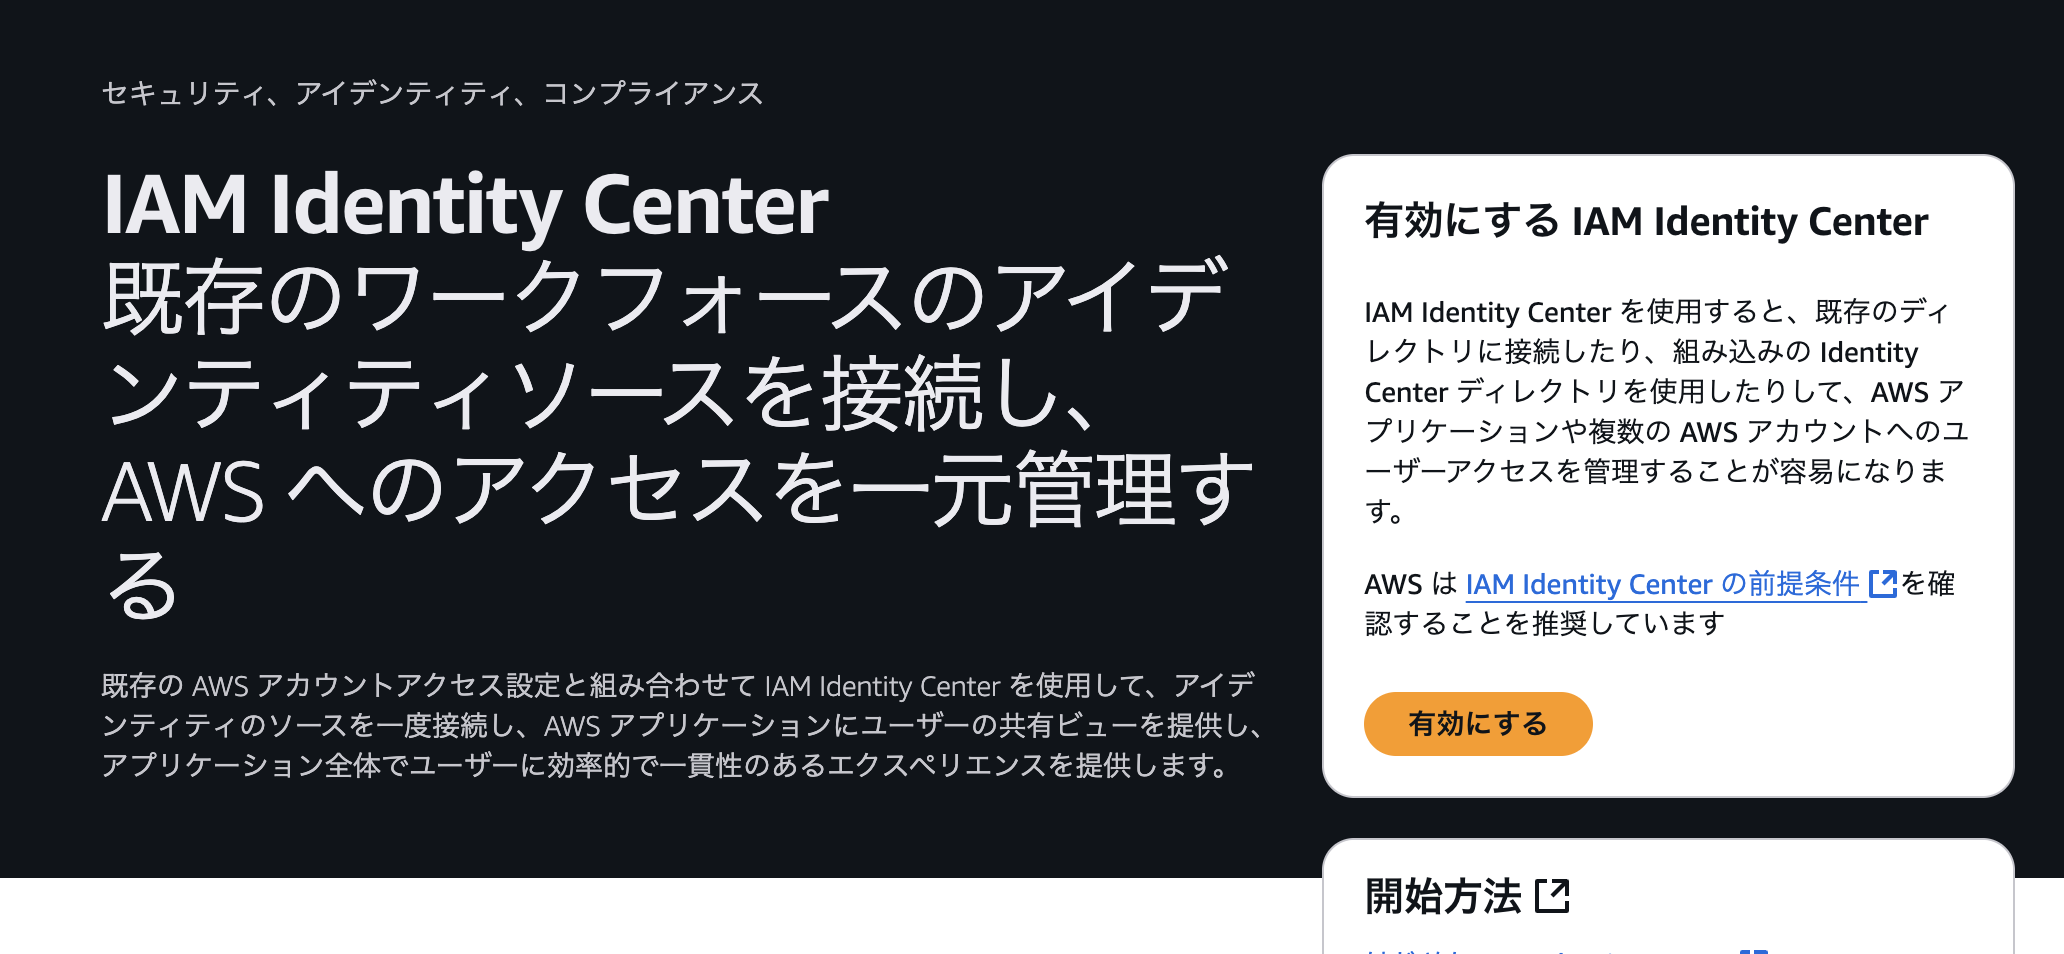 セキュリティ、アイデンティティ、コンプライアンス
IAM Identity Center
既存のワークフォースのアイデ
ンティティソースを接続し、
AWS へのアクセスを一元管理す
る
既存の AWS アカウントアクセス設定と組み合わせて IAM Identity Center を使用して、アイデ
ンティティのソースを一度接続し、AWS アプリケーションにユーザーの共有ビューを提供し、
アプリケーション全体でユーザーに効率的で一貫性のあるエクスペリエンスを提供します。
有効にする IAM Identity Center
IAM Identity Center を使用すると、既存のディ
レクトリに接続したり、組み込みの Identity
Center ディレクトリを使用したりして、AWS ア
プリケーションや複数の AWS アカウントへのユ
ーザーアクセスを管理することが容易になりま
す。
AWS は IAM Identity Center の前提条件 を確
認することを推奨しています
有効にする
開始方法